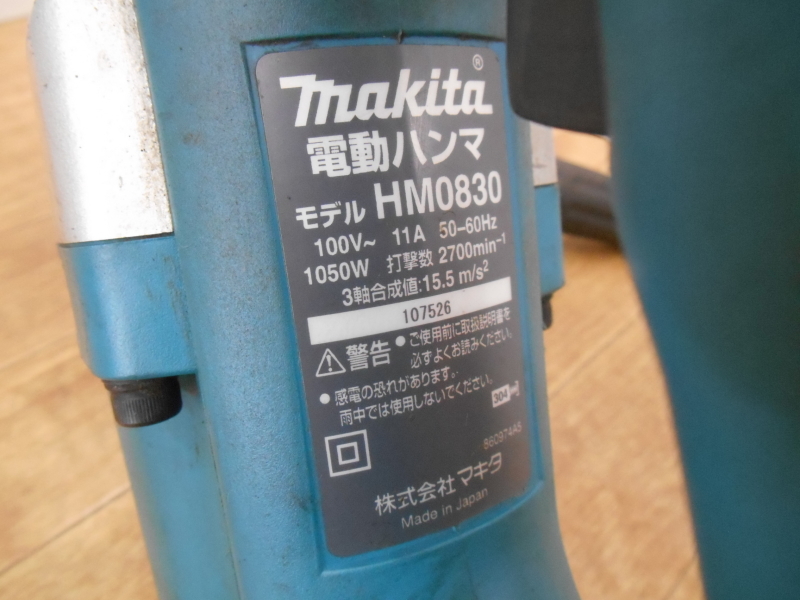 makita®
電動ハンマ
モデル HM0830
100V~ 11A 50-60Hz
1050W 打撃数 2700min-1
3軸合成値:15.5 m/s2
107526
警告
● ご使用前に取扱説明書を
必ずよくお読みください。
● 感電の恐れがあります。
雨中では使用しないでください。
304
860974A5
株式会社 マキタ
Made in Japan